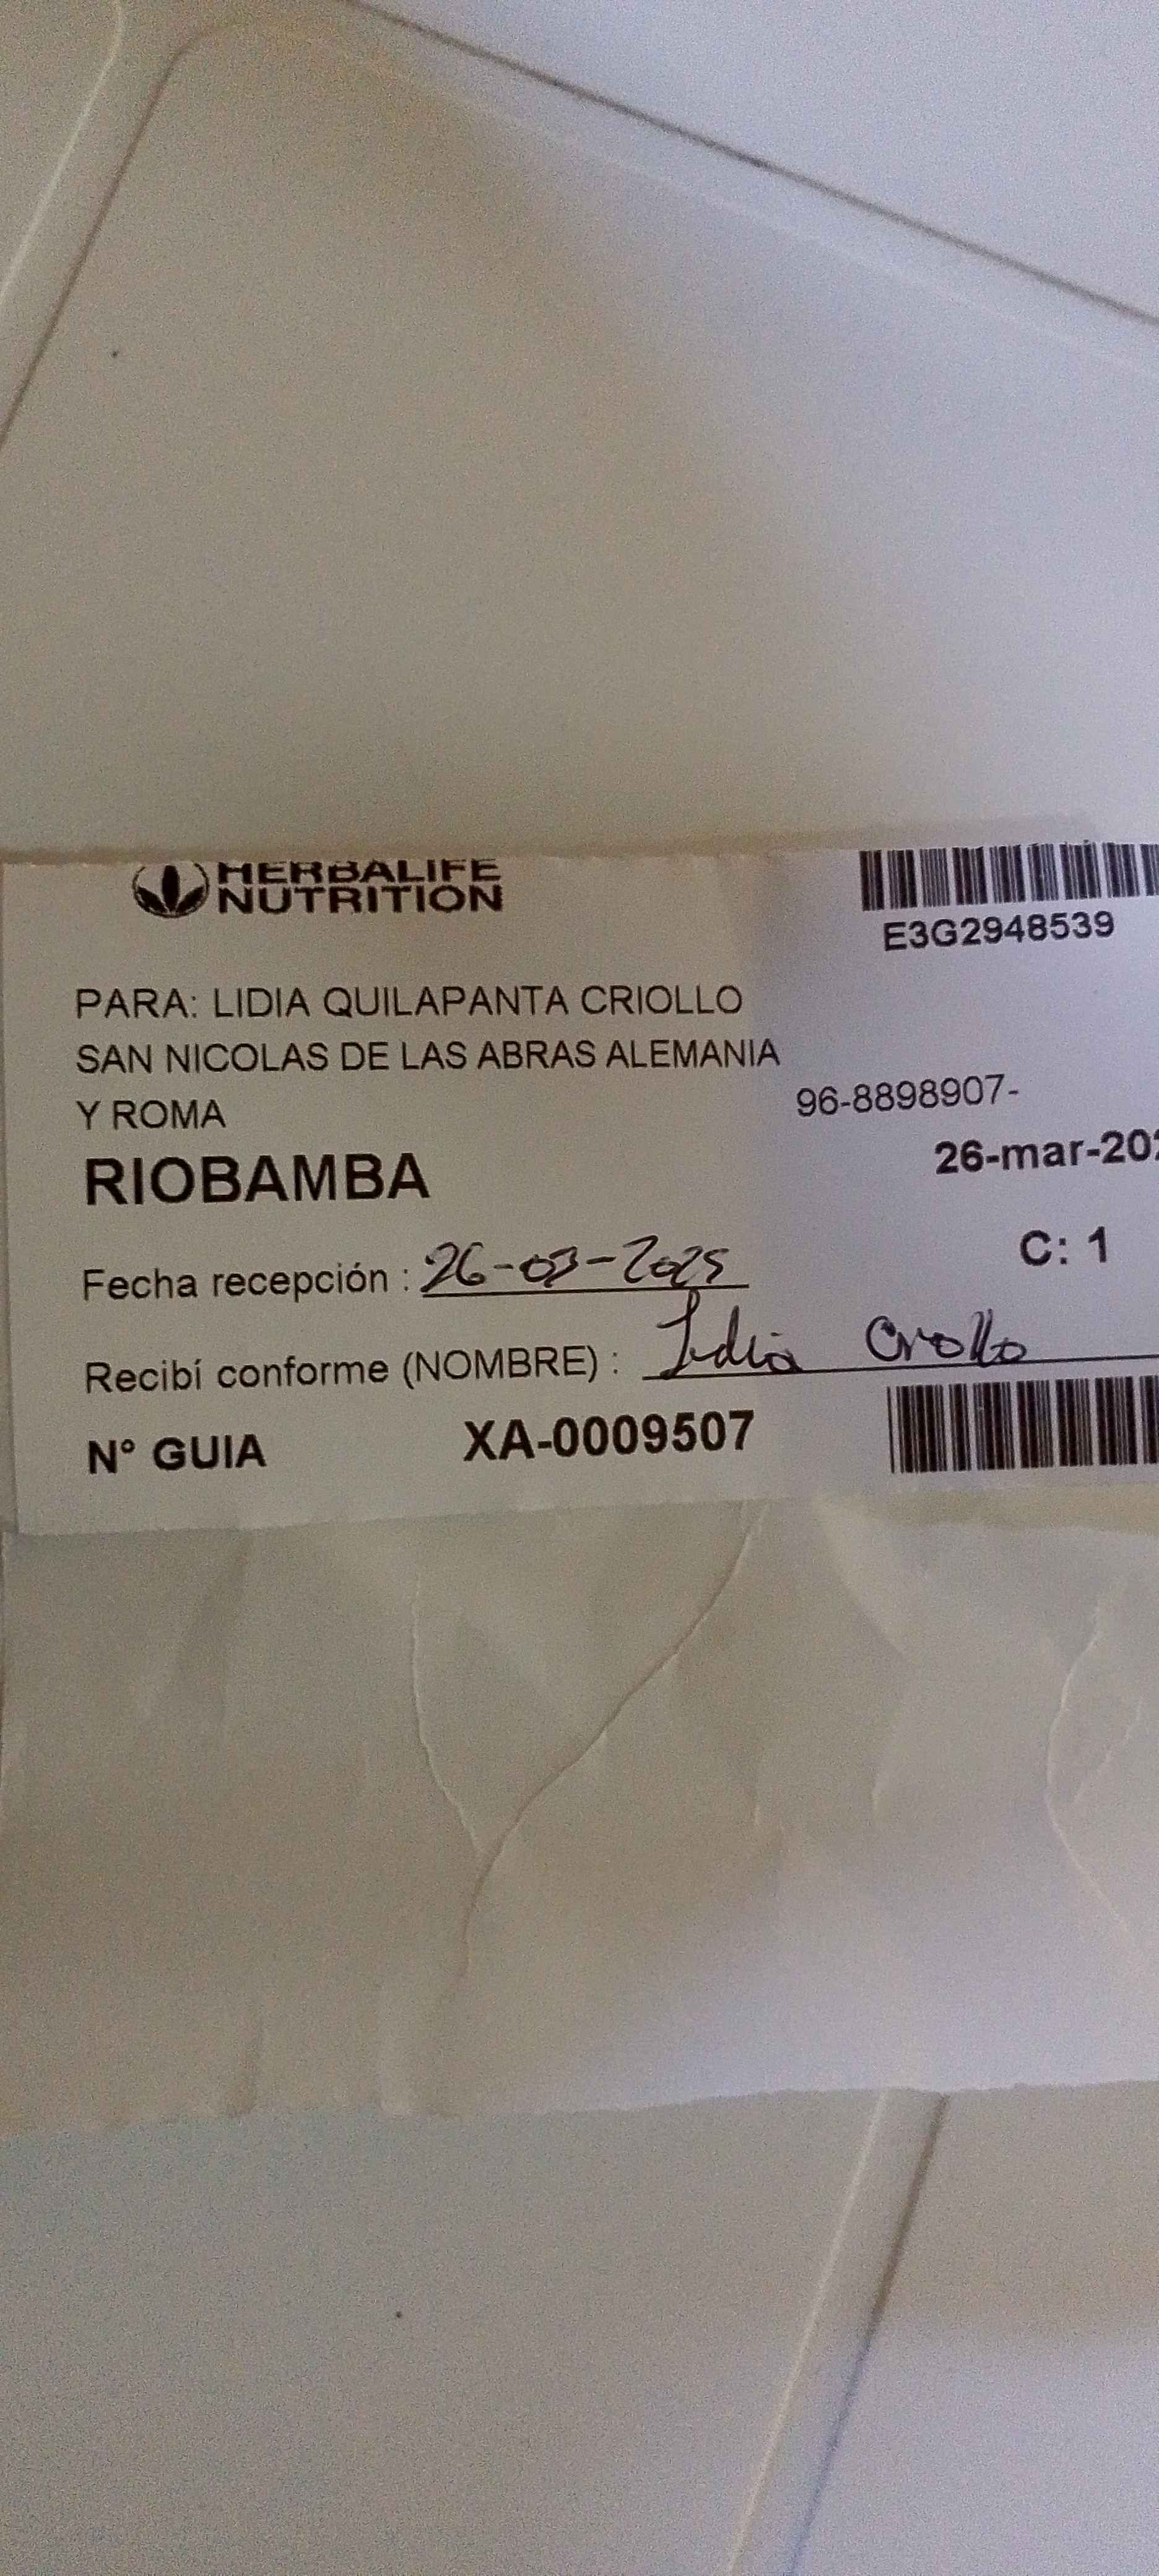 HERBALIFE
NUTRITION
E3G2948539
PARA: LIDIA QUILAPANTA CRIOLLO
SAN NICOLAS DE LAS ABRAS ALEMANIA
Y ROMA
96-8898907-
RIOBAMBA
26-mar-202
C: 1
Fecha recepción : 26-03-2025
Recibí conforme (NOMBRE) : Lidia Criollo
N° GUIA XA-0009507